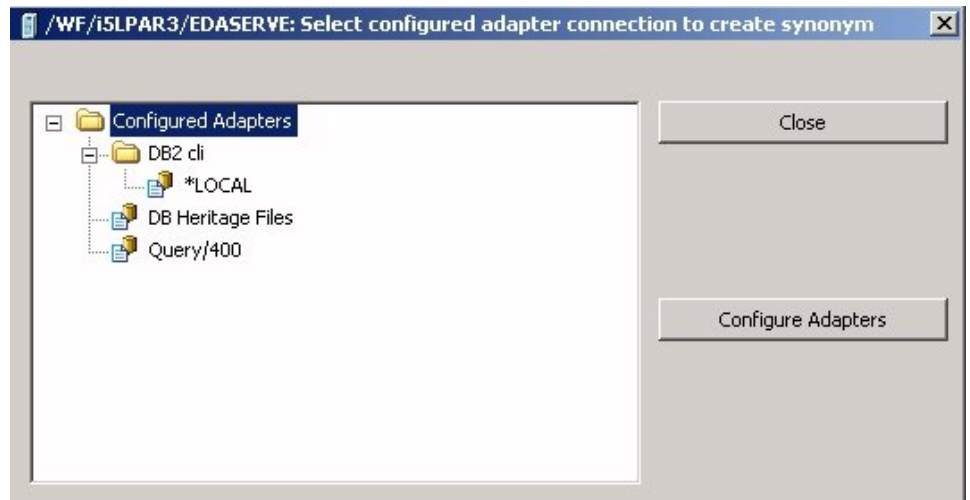 /WF/i5LPAR3/EDASERVE: Select configured adapter connection to create synonym
Configured Adapters
DB2 cli
*LOCAL
DB Heritage Files
Query/400
Close
Configure Adapters